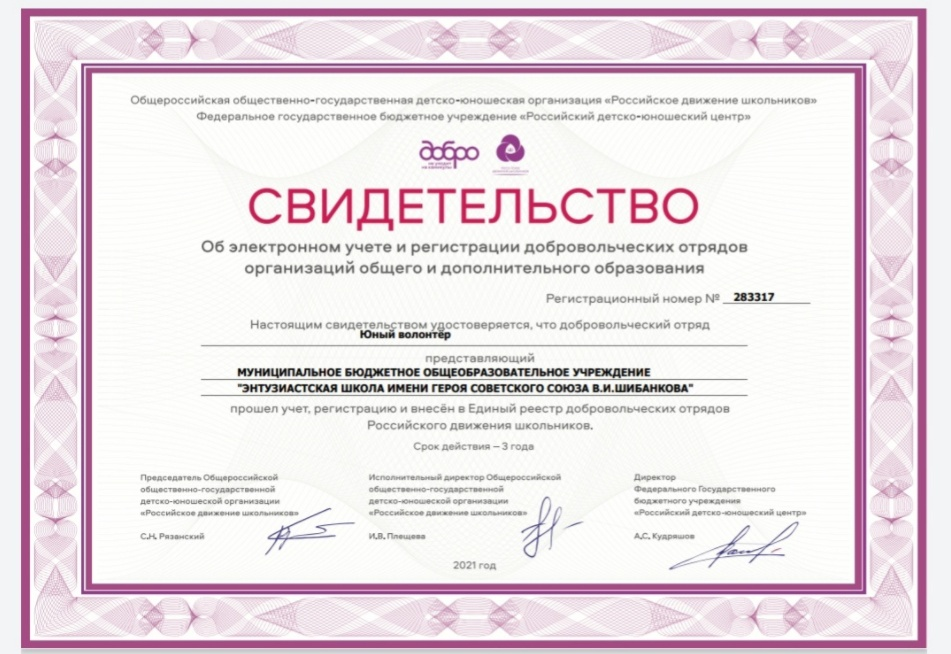 Общероссийская общественно-государственная детско-юношеская организация «Российское движение школьников»
Федеральное государственное бюджетное учреждение «Российский детско-юношеский центр»
добро
СВИДЕТЕЛЬСТВО
Об электронном учете и регистрации добровольческих отрядов
организаций общего и дополнительного образования
Регистрационный номер № 283317
Настоящим свидетельством удостоверяется, что добровольческий отряд
Юный волонтёр
представляющий
МУНИЦИПАЛЬНОЕ БЮДЖЕТНОЕ ОБЩЕОБРАЗОВАТЕЛЬНОЕ УЧРЕЖДЕНИЕ
"ЭНТУЗИАСТСКАЯ ШКОЛА ИМЕНИ ГЕРОЯ СОВЕТСКОГО СОЮЗА В.И.ШИБАНКОВА"
прошел учет, регистрацию и внесён в Единый реестр добровольческих отрядов
Российского движения школьников.
Срок действия – 3 года
Председатель Общероссийской
общественно-государственной
детско-юношеской организации
«Российское движение школьников»
С.Н. Рязанский
Исполнительный директор Общероссийской
общественно-государственной
детско-юношеской организации
«Российское движение школьников»
И.В. Плещева
Директор
Федерального Государственного
бюджетного учреждения
«Российский детско-юношеский центр»
А.С. Кудряшов
2021 год